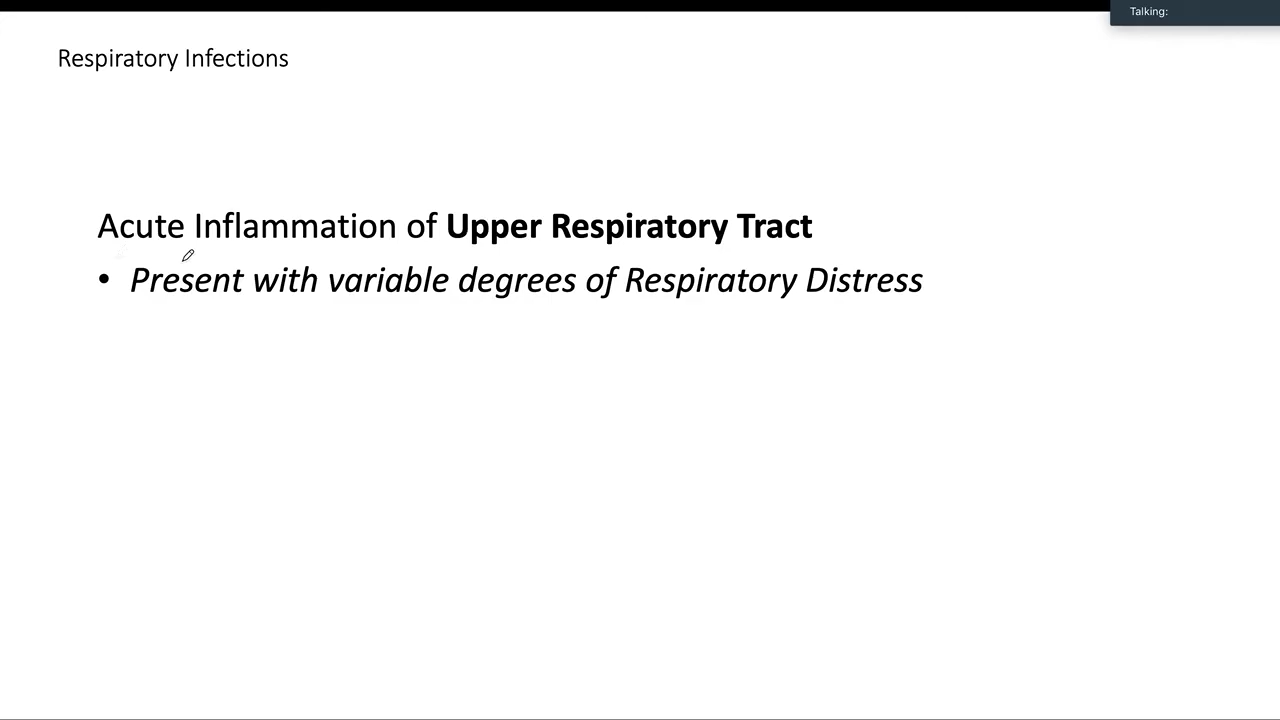 Talking:
Respiratory Infections
Acute Inflammation of Upper Respiratory Tract
• Present with variable degrees of Respiratory Distress